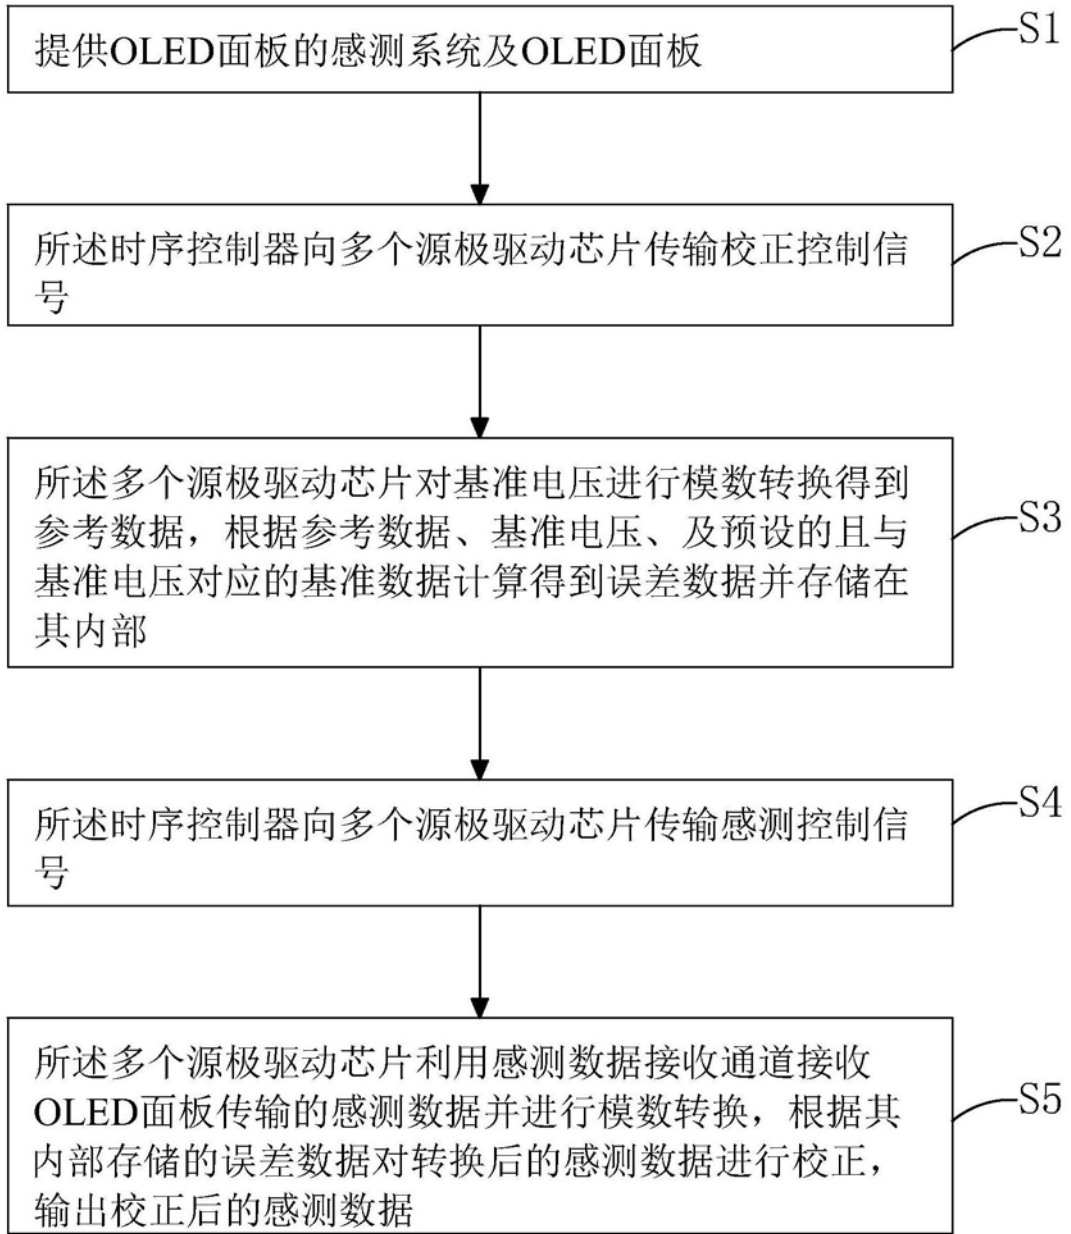 提供OLED面板的感测系统及OLED面板
S1
所述时序控制器向多个源极驱动芯片传输校正控制信
号
S2
所述多个源极驱动芯片对基准电压进行模数转换得到
参考数据，根据参考数据、基准电压、及预设的且与
基准电压对应的基准数据计算得到误差数据并存储在
其内部
S3
所述时序控制器向多个源极驱动芯片传输感测控制信
号
S4
所述多个源极驱动芯片利用感测数据接收通道接收
OLED面板传输的感测数据并进行模数转换，根据其
内部存储的误差数据对转换后的感测数据进行校正，
输出校正后的感测数据
S5